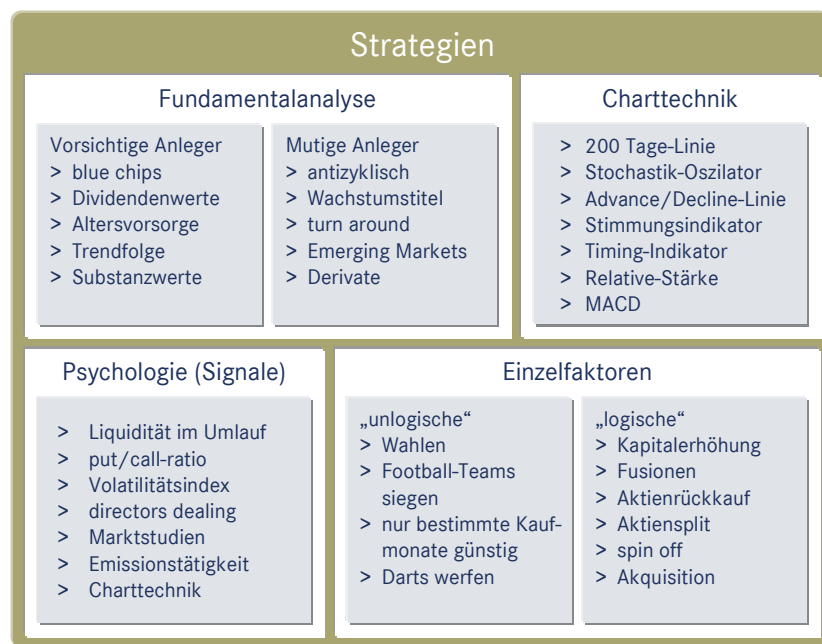 Strategien
Fundamentalanalyse
Vorsichtige Anleger
> blue chips
> Dividendenwerte
> Altersvorsorge
> Trendfolge
> Substanzwerte
Mutige Anleger
> antizyklisch
> Wachstumstitel
> turn around
> Emerging Markets
> Derivate
Charttechnik
> 200 Tage-Linie
> Stochastik-Oszilator
> Advance/Decline-Linie
> Stimmungsindikator
> Timing-Indikator
> Relative-Stärke
> MACD
Psychologie (Signale)
> Liquidität im Umlauf
> put/call-ratio
> Volatilitätsindex
> directors dealing
> Marktstudien
> Emissionstätigkeit
> Charttechnik
Einzelfaktoren
„unlogische“
> Wahlen
> Football-Teams
siegen
> nur bestimmte Kauf-
monate günstig
> Darts werfen
„logische“
> Kapitalerhöhung
> Fusionen
> Aktienrückkauf
> Aktiensplit
> spin off
> Akquisition